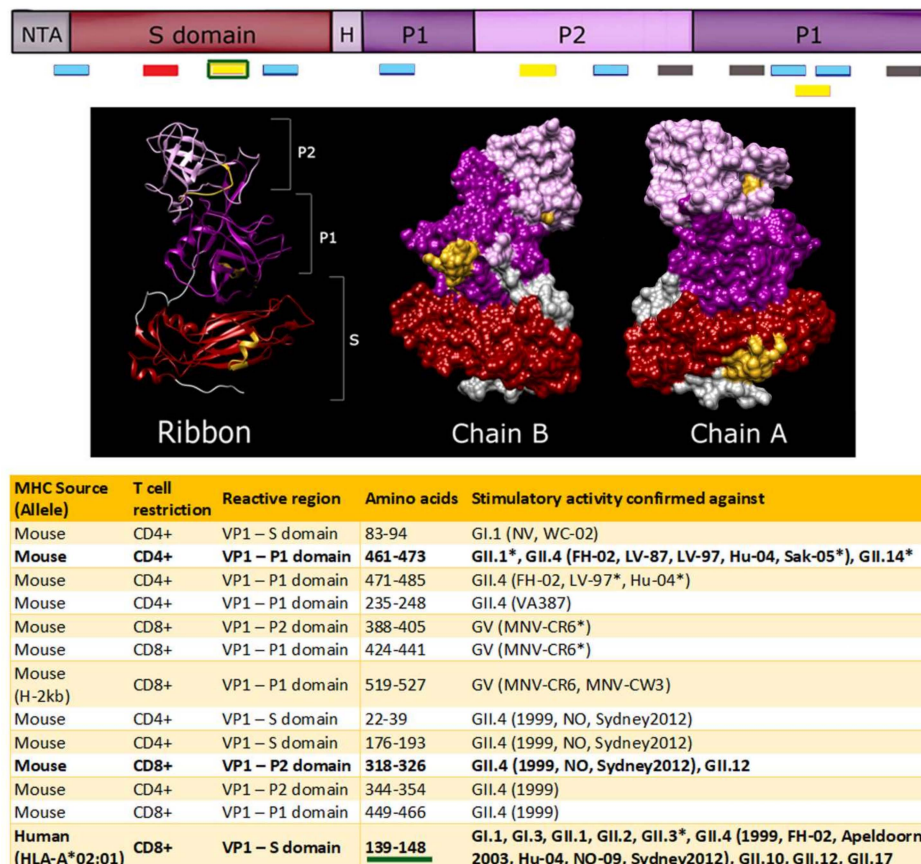 NTA S domain H P1 P2 P1
P2
P1
S
Ribbon Chain B Chain A
MHC Source (Allele) T cell restriction Reactive region Amino acids Stimulatory activity confirmed against
Mouse CD4+ VP1 – S domain 83-94 GI.1 (NV, WC-02)
Mouse CD4+ VP1 – P1 domain 461-473 GII.1*, GII.4 (FH-02, LV-87, LV-97, Hu-04, Sak-05*), GII.14*
Mouse CD4+ VP1 – P1 domain 471-485 GII.4 (FH-02, LV-97*, Hu-04*)
Mouse CD4+ VP1 – P1 domain 235-248 GII.4 (VA387)
Mouse CD8+ VP1 – P2 domain 388-405 GV (MNV-CR6*)
Mouse CD8+ VP1 – P1 domain 424-441 GV (MNV-CR6*)
Mouse (H-2kb) CD8+ VP1 – P1 domain 519-527 GV (MNV-CR6, MNV-CW3)
Mouse CD4+ VP1 – S domain 22-39 GII.4 (1999, NO, Sydney2012)
Mouse CD4+ VP1 – S domain 176-193 GII.4 (1999, NO, Sydney2012)
Mouse CD8+ VP1 – P2 domain 318-326 GII.4 (1999, NO, Sydney2012), GII.12
Mouse CD4+ VP1 – P2 domain 344-354 GII.4 (1999)
Mouse CD8+ VP1 – P1 domain 449-466 GII.4 (1999)
Human (HLA-A*02:01) CD8+ VP1 – S domain 139-148 GI.1, GI.3, GII.1, GII.2, GII.3*, GII.4 (1999, FH-02, Apeldoorn
2003, Hu-04, NO-09, Sydney2012), GII.10, GII.12, GII.17